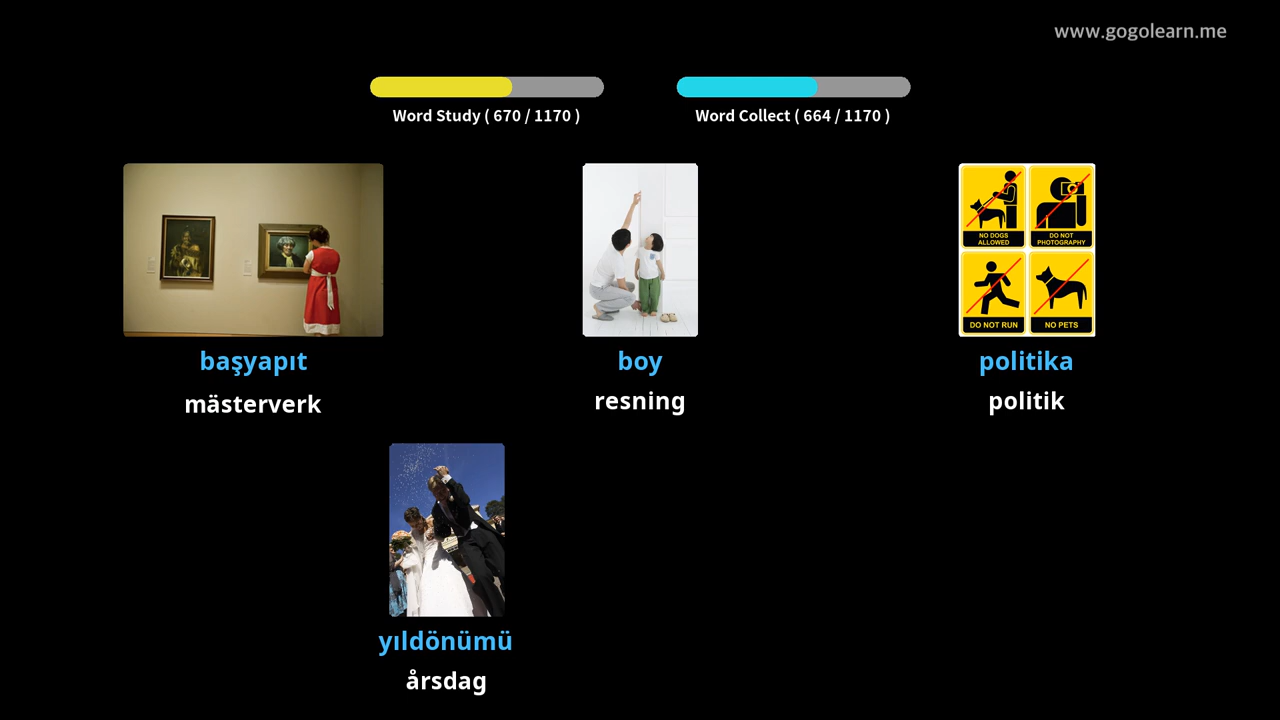 www.gogolearn.me
Word Study ( 670 / 1170 )
Word Collect ( 664 / 1170 )
NO DOGS
ALLOWED
DO NOT
PHOTOGRAPHY
DO NOT RUN
NO PETS
başyapıt
boy
politika
mästerverk
resning
politik
yıldönümü
årsdag